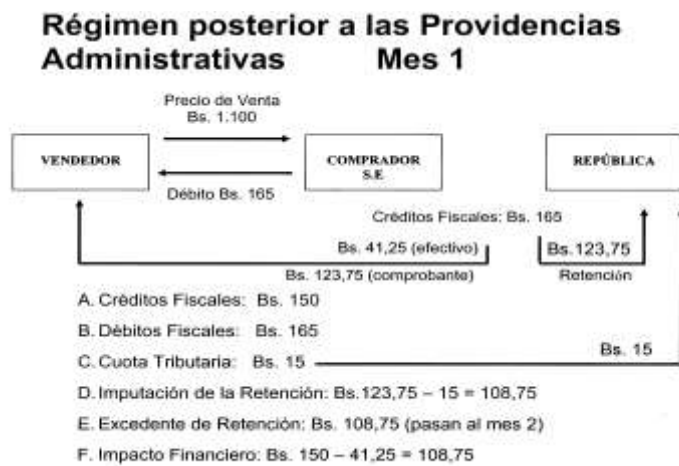 Régimen posterior a las Providencias
Administrativas Mes 1
Precio de Venta
Bs. 1.100
VENDEDOR
COMPRADOR
S.E
REPÚBLICA
Débito Bs. 165
Créditos Fiscales: Bs. 165
Bs. 41,25 (efectivo)
Bs.123,75
Bs. 123,75 (comprobante)
Retención
A. Créditos Fiscales: Bs. 150
B. Débitos Fiscales: Bs. 165
C. Cuota Tributaria: Bs. 15
Bs. 15
D. Imputación de la Retención: Bs.123,75 – 15 = 108,75
E. Excedente de Retención: Bs. 108,75 (pasan al mes 2)
F. Impacto Financiero: Bs. 150 – 41,25 = 108,75